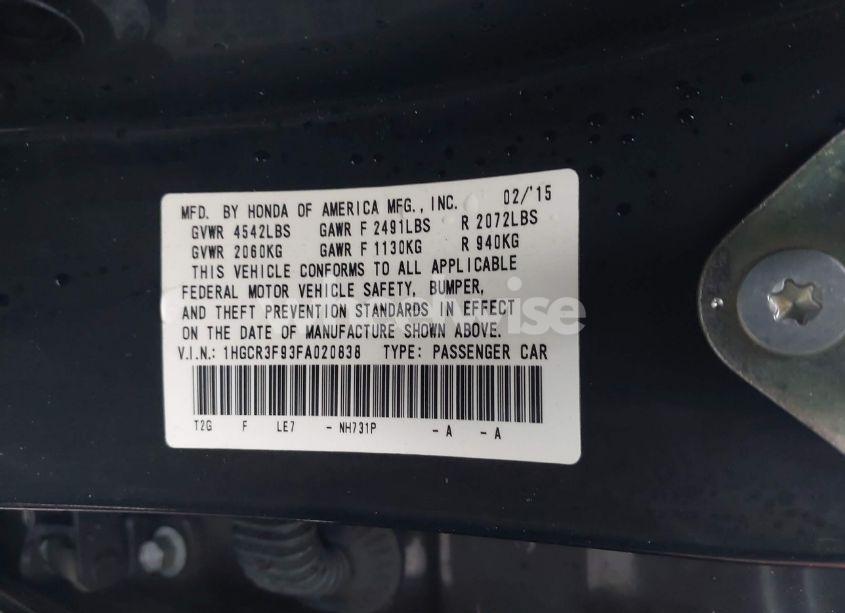 MFD. BY HONDA OF AMERICA MFG., INC. 02/'15
GVWR 4542LBS GAWR F 2491LBS R 2072LBS
GVWR 2060KG GAWR F 1130KG R 940KG
THIS VEHICLE CONFORMS TO ALL APPLICABLE
FEDERAL MOTOR VEHICLE SAFETY, BUMPER,
AND THEFT PREVENTION STANDARDS IN EFFECT
ON THE DATE OF MANUFACTURE SHOWN ABOVE.
V.I.N.: 1HGCR3F93FA020838 TYPE: PASSENGER CAR
T2G F LE7 - NH731P - A - A